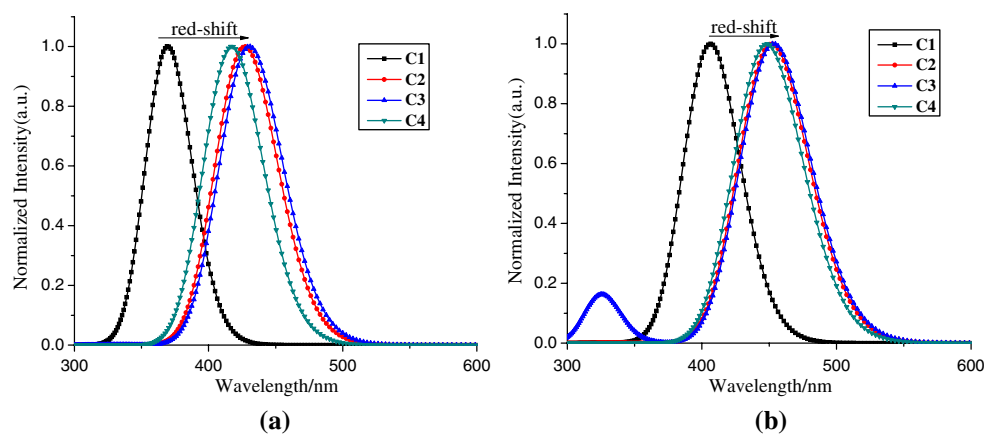 red-shift
C1
C2
C3
C4
Normalized Intensity(a.u.)
1.0
0.8
0.6
0.4
0.2
0.0
300 400 500 600
Wavelength/nm
(a)
red-shift
C1
C2
C3
C4
Normalized Intensity(a.u.)
1.0
0.8
0.6
0.4
0.2
0.0
300 400 500 600
Wavelength/nm
(b)